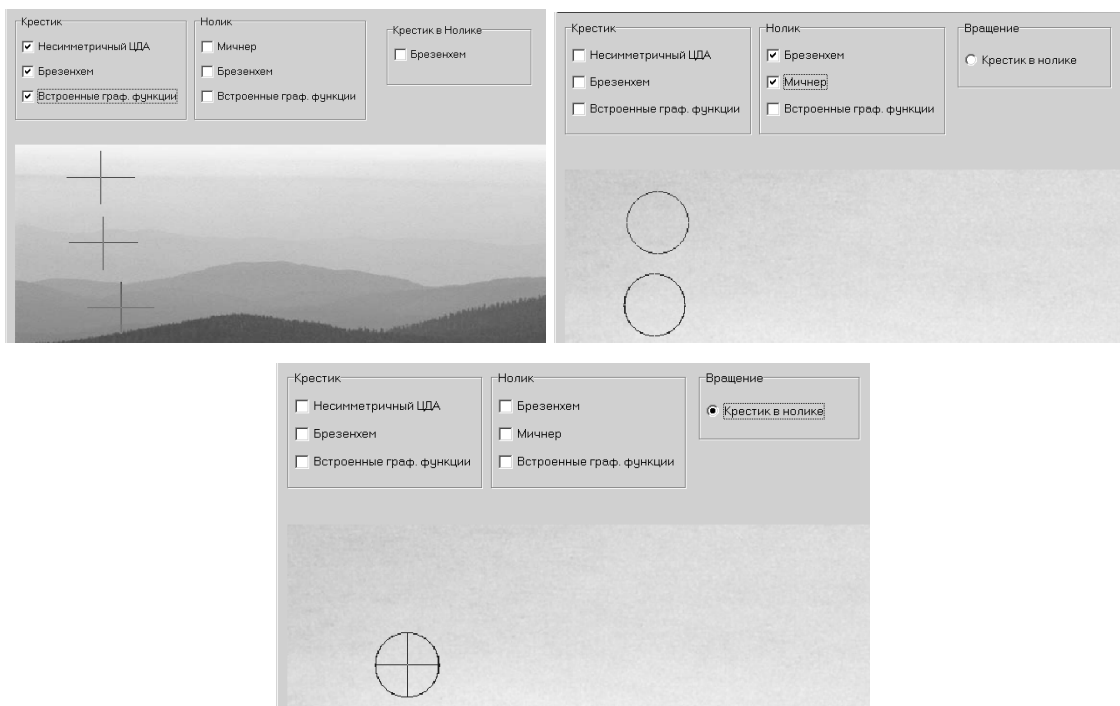 Крестик
Несимметричный ЦДА
Брезенхем
Встроенные граф. функции
Нолик
Мичнер
Брезенхем
Встроенные граф. функции
Крестик в Нолике
Брезенхем
Крестик
Несимметричный ЦДА
Брезенхем
Встроенные граф. функции
Нолик
Брезенхем
Мичнер
Встроенные граф. функции
Вращение
Крестик в нолике
Крестик
Несимметричный ЦДА
Брезенхем
Встроенные граф. функции
Нолик
Брезенхем
Мичнер
Встроенные граф. функции
Вращение
Крестик в нолике